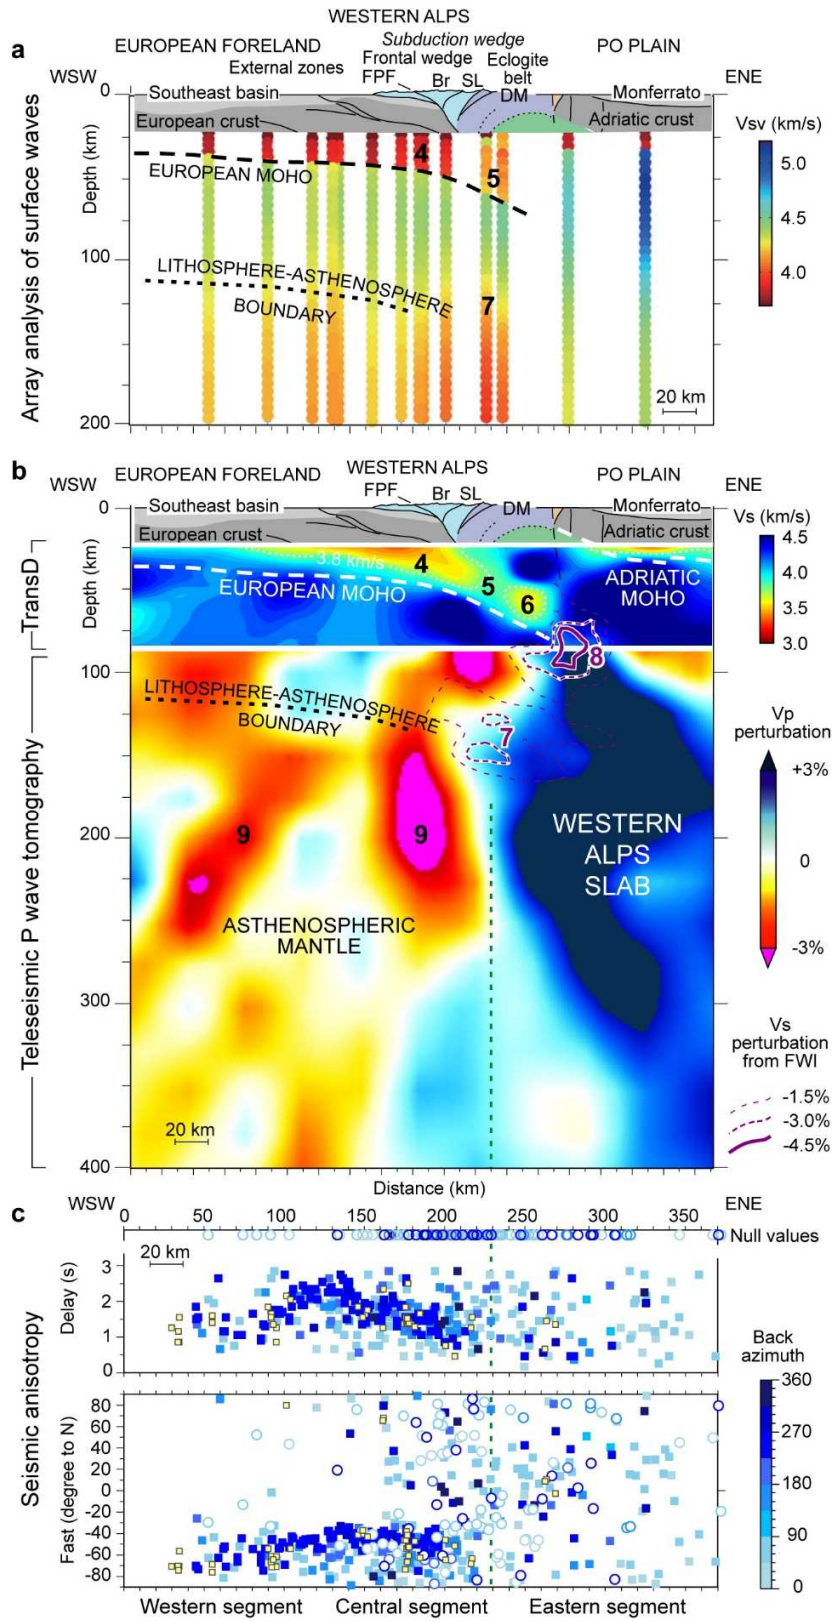 WESTERN ALPS
a
EUROPEAN FORELAND
Subduction wedge
PO PLAIN
External zones
Frontal wedge
Eclogite
belt
WSW
FPF
Br
SL
DM
ENE
0
Southeast basin
Monferrato
European crust
Adriatic crust
Vsv (km/s)
4
5
EUROPEAN MOHO
5.0
4.5
4.0
100
LITHOSPHERE-ASTHENOSPHERE
BOUNDARY
7
20 km
200
Depth (km)
Array analysis of surface waves
b
EUROPEAN FORELAND
WESTERN ALPS
PO PLAIN
WSW
FPF
Br
SL
DM
ENE
0
Southeast basin
Monferrato
European crust
Adriatic crust
Vs (km/s)
3.8 km/s
4
5
6
EUROPEAN MOHO
ADRIATIC
MOHO
4.5
4.0
3.5
3.0
Depth (km)
TransD
8
100
LITHOSPHERE-ASTHENOSPHERE
BOUNDARY
7
Vp
perturbation
+3%
0
-3%
200
9
9
WESTERN
ALPS
SLAB
ASTHENOSPHERIC
MANTLE
300
Vs
perturbation
from FWI
-1.5%
-3.0%
-4.5%
20 km
400
Teleseismic P wave tomography
Distance (km)
c
WSW
ENE
0
50
100
150
200
250
300
350
Null values
20 km
3
2
1
0
Delay (s)
Back
azimuth
360
270
180
90
0
80
60
40
20
0
-20
-40
-60
-80
Fast (degree to N)
Seismic anisotropy
Western segment
Central segment
Eastern segment